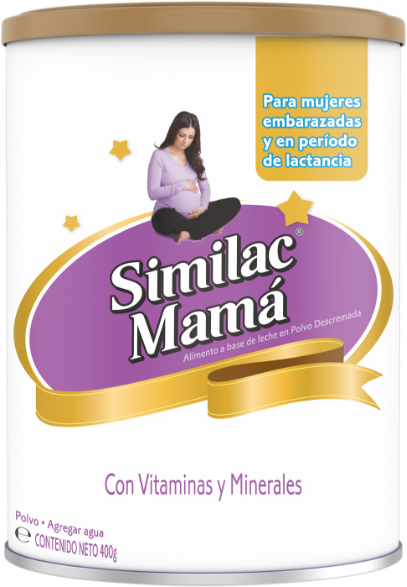 Para mujeres
embarazadas
y en período
de lactancia
Similac®
Mamá
Alimento a base de leche en Polvo Descremada
Con Vitaminas y Minerales
Polvo • Agregar agua
℮ CONTENIDO NETO 400g